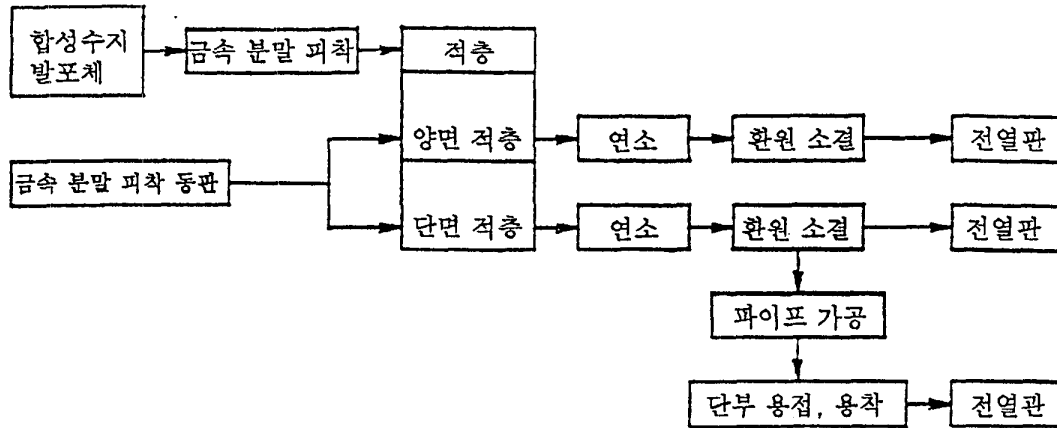 합성수지
발포체
금속 분말 피착
적층
양면 적층
연소
환원 소결
전열판
금속 분말 피착 동판
단면 적층
연소
환원 소결
전열판
파이프 가공
단부 용접, 용착
전열관